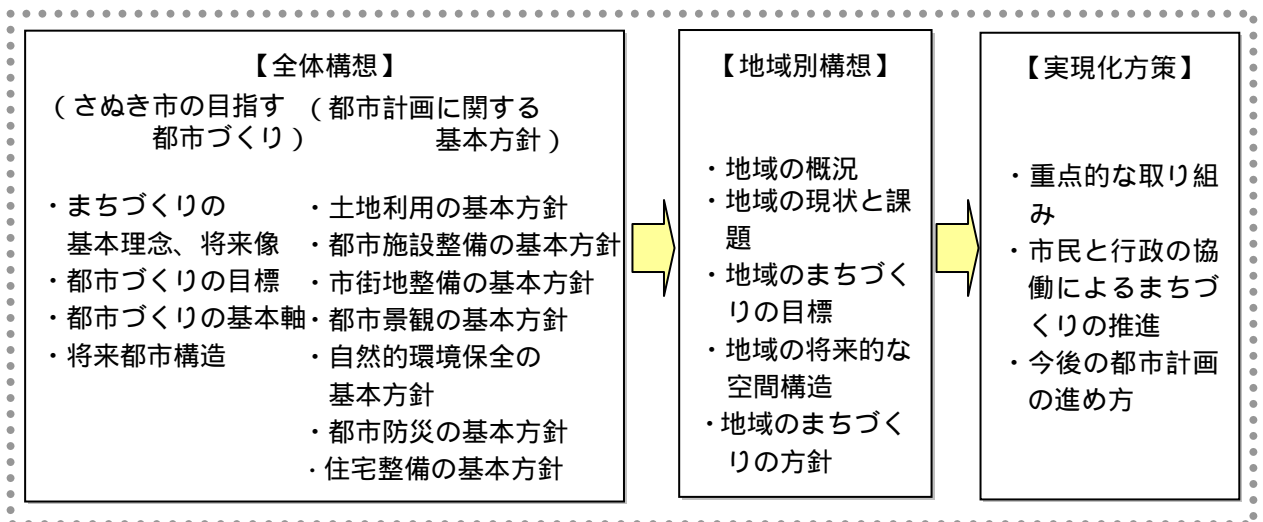 【全体構想】
(さぬき市の目指す
都市づくり)
・まちづくりの
基本理念、将来像
・都市づくりの目標
・都市づくりの基本軸
・将来都市構造
(都市計画に関する
基本方針)
・土地利用の基本方針
・都市施設整備の基本方針
・市街地整備の基本方針
・都市景観の基本方針
・自然的環境保全の
基本方針
・都市防災の基本方針
・住宅整備の基本方針
【地域別構想】
・地域の概況
・地域の現状と課
題
・地域のまちづく
りの目標
・地域の将来的な
空間構造
・地域のまちづく
りの方針
【実現化方策】
・重点的な取り組
み
・市民と行政の協
働によるまちづ
くりの推進
・今後の都市計画
の進め方